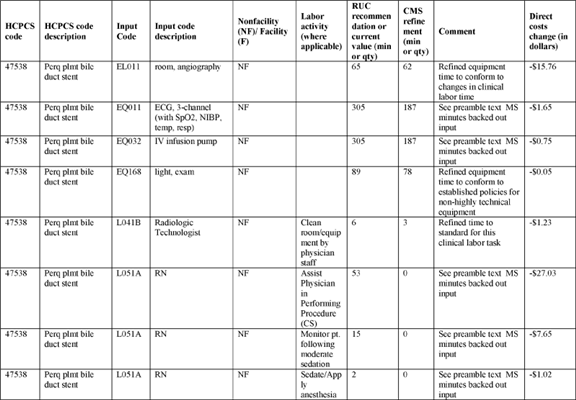 HCPCS code | HCPCS code description | Input Code | Input code description | Nonfacility (NF)/ Facility (F) | Labor activity (where applicable) | RUC recommen dation or current value (min or qty) | CMS refine ment (min or qty) | Comment | Direct costs change (in dollars)
47538 | Perq plmt bile duct stent | EL011 | room, angiography | NF | | 65 | 62 | Refined equipment time to conform to changes in clinical labor time | -$15.76
47538 | Perq plmt bile duct stent | EQ011 | ECG, 3-channel (with SpO2, NIBP, temp, resp) | NF | | 305 | 187 | See preamble text MS minutes backed out input | -$1.65
47538 | Perq plmt bile duct stent | EQ032 | IV infusion pump | NF | | 305 | 187 | See preamble text MS minutes backed out input | -$0.75
47538 | Perq plmt bile duct stent | EQ168 | light, exam | NF | | 89 | 78 | Refined equipment time to conform to established policies for non-highly technical equipment | -$0.05
47538 | Perq plmt bile duct stent | L041B | Radiologic Technologist | NF | Clean room/equip ment by physician staff | 6 | 3 | Refined time to standard for this clinical labor task | -$1.23
47538 | Perq plmt bile duct stent | L051A | RN | NF | Assist Physician in Performing Procedure (CS) | 53 | 0 | See preamble text MS minutes backed out input | -$27.03
47538 | Perq plmt bile duct stent | L051A | RN | NF | Monitor pt. following moderate sedation | 15 | 0 | See preamble text MS minutes backed out input | -$7.65
47538 | Perq plmt bile duct stent | L051A | RN | NF | Sedate/App ly anesthesia | 2 | 0 | See preamble text MS minutes backed out input | -$1.02